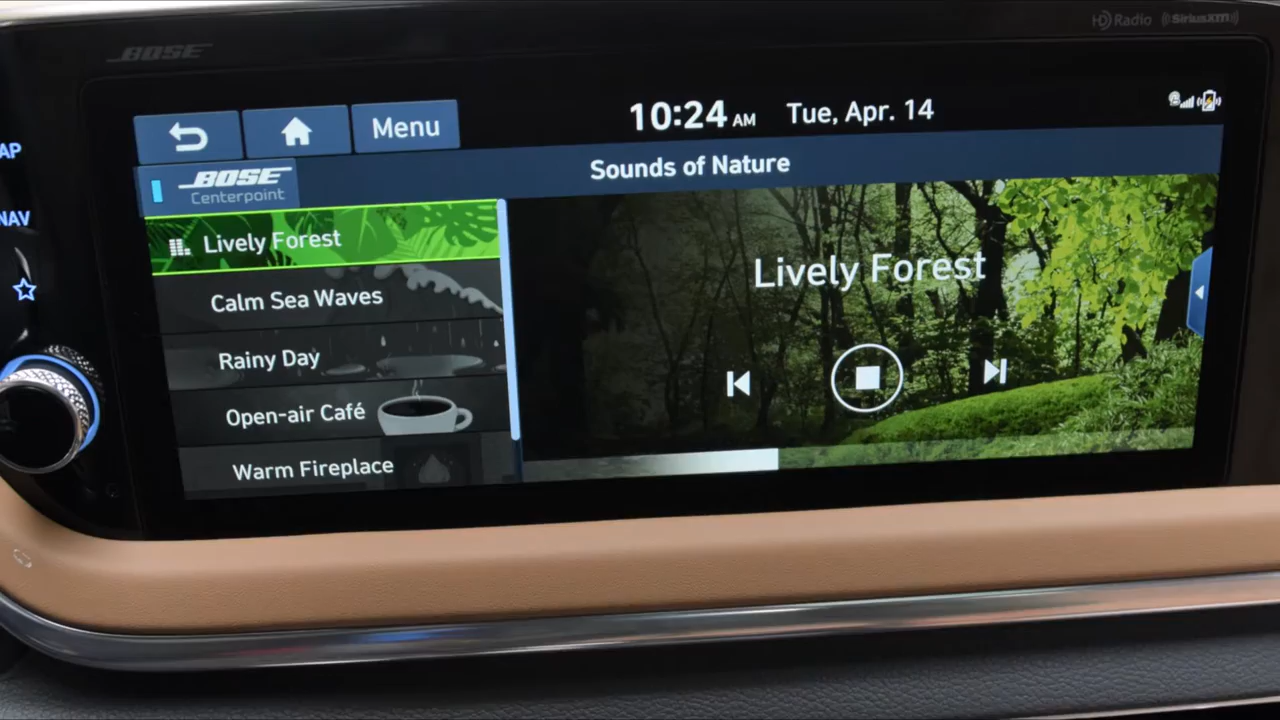 HD Radio SiriusXM
BOSE
10:24 AM Tue, Apr. 14
Menu
Sounds of Nature
BOSE
Centerpoint
AP
NAV
Lively Forest
Calm Sea Waves
Rainy Day
Open-air Café
Warm Fireplace
Lively Forest